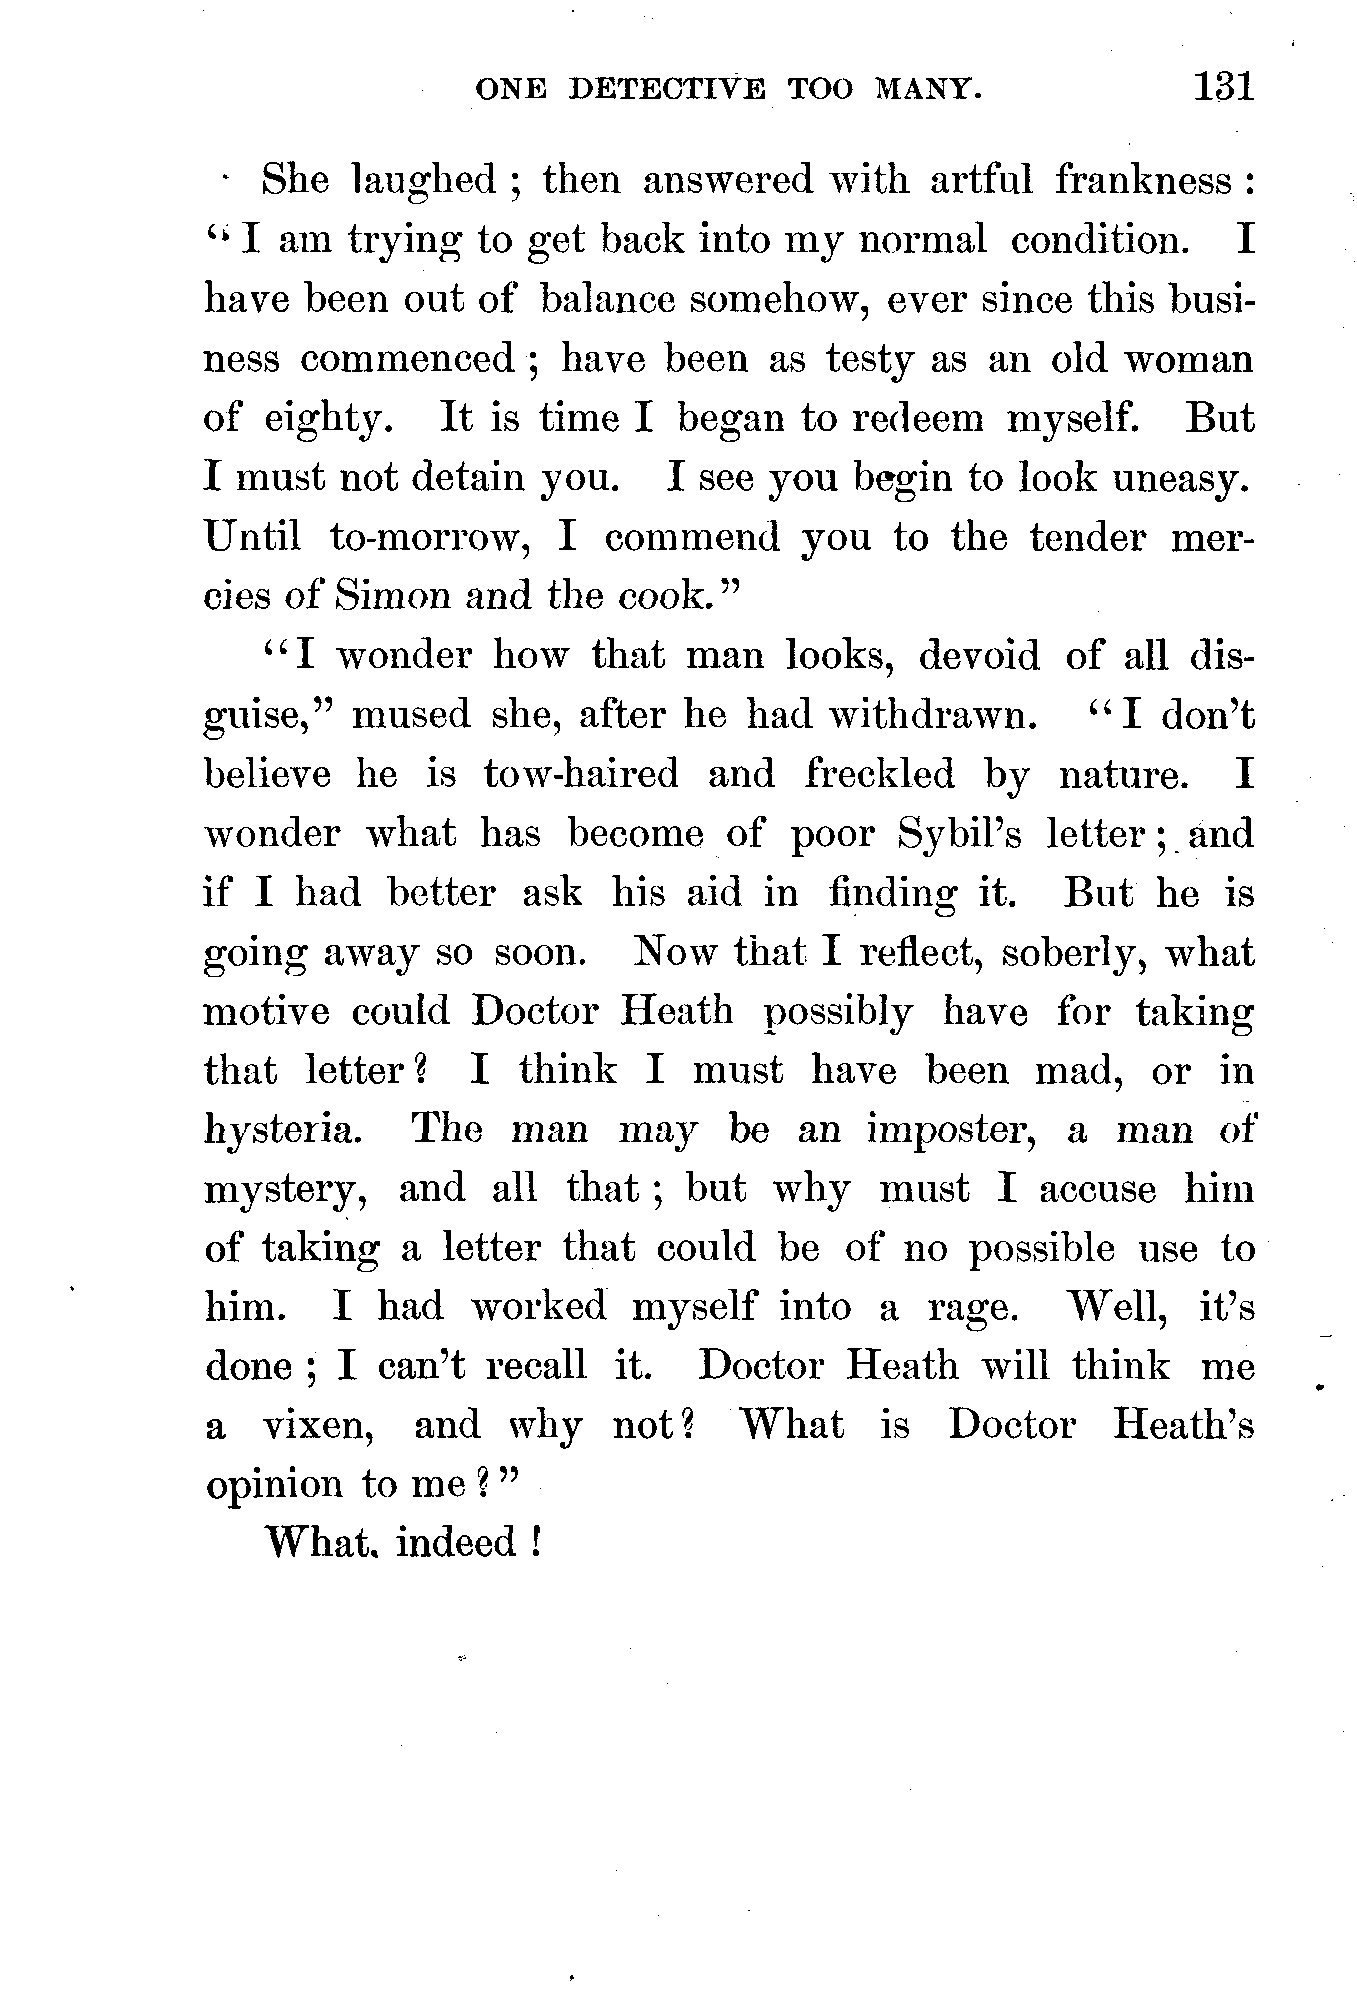 ONE DETECTIVE TOO MANY. 131
She laughed ; then answered with artful frankness :
“ I am trying to get back into my normal condition. I
have been out of balance somehow, ever since this busi-
ness commenced ; have been as testy as an old woman
of eighty. It is time I began to redeem myself. But
I must not detain you. I see you begin to look uneasy.
Until to-morrow, I commend you to the tender mer-
cies of Simon and the cook.”
“I wonder how that man looks, devoid of all dis-
guise,” mused she, after he had withdrawn. “ I don’t
believe he is tow-haired and freckled by nature. I
wonder what has become of poor Sybil’s letter ; and
if I had better ask his aid in finding it. But he is
going away so soon. Now that I reflect, soberly, what
motive could Doctor Heath possibly have for taking
that letter? I think I must have been mad, or in
hysteria. The man may be an imposter, a man of
mystery, and all that ; but why must I accuse him
of taking a letter that could be of no possible use to
him. I had worked myself into a rage. Well, it’s
done ; I can’t recall it. Doctor Heath will think me
a vixen, and why not? What is Doctor Heath’s
opinion to me ?”
What, indeed !